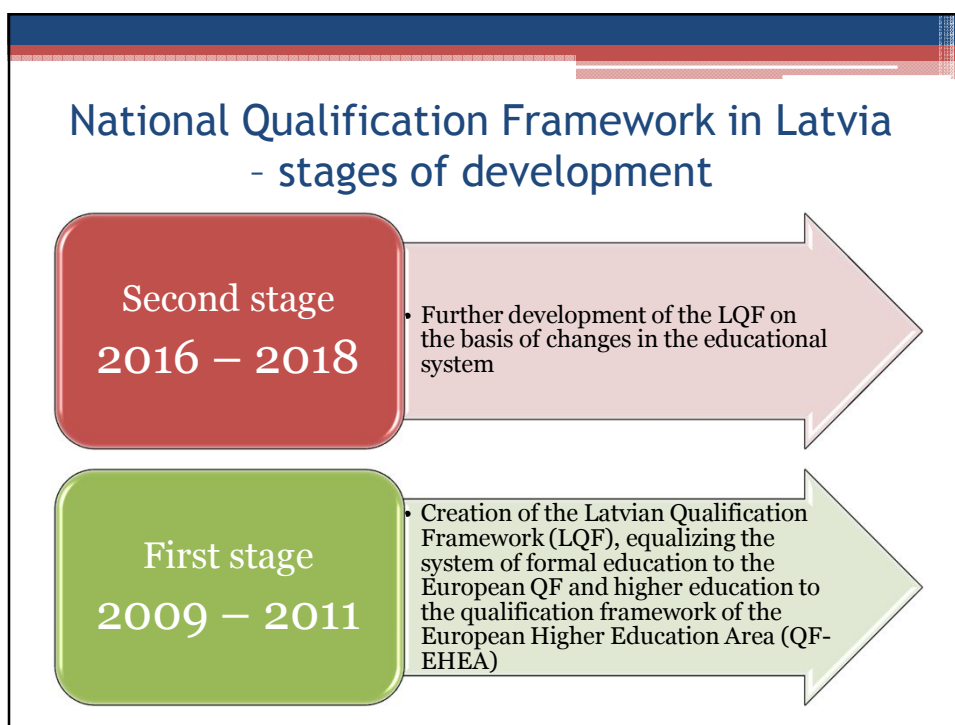 National Qualification Framework in Latvia
– stages of development
Second stage
2016 – 2018
• Further development of the LQF on
the basis of changes in the educational
system
First stage
2009 – 2011
• Creation of the Latvian Qualification
Framework (LQF), equalizing the
system of formal education to the
European QF and higher education to
the qualification framework of the
European Higher Education Area (QF-
EHEA)